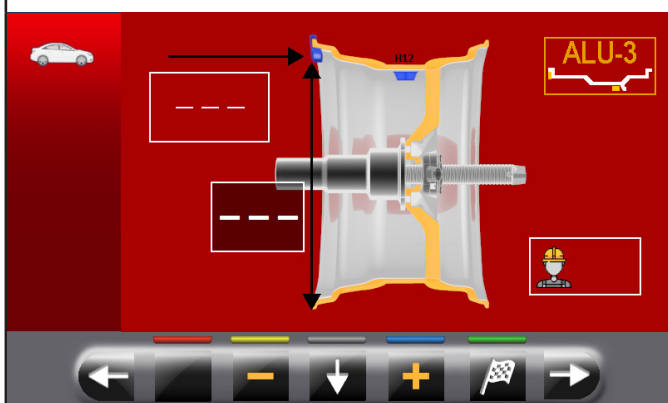 H12
ALU-3
– – –
– – –